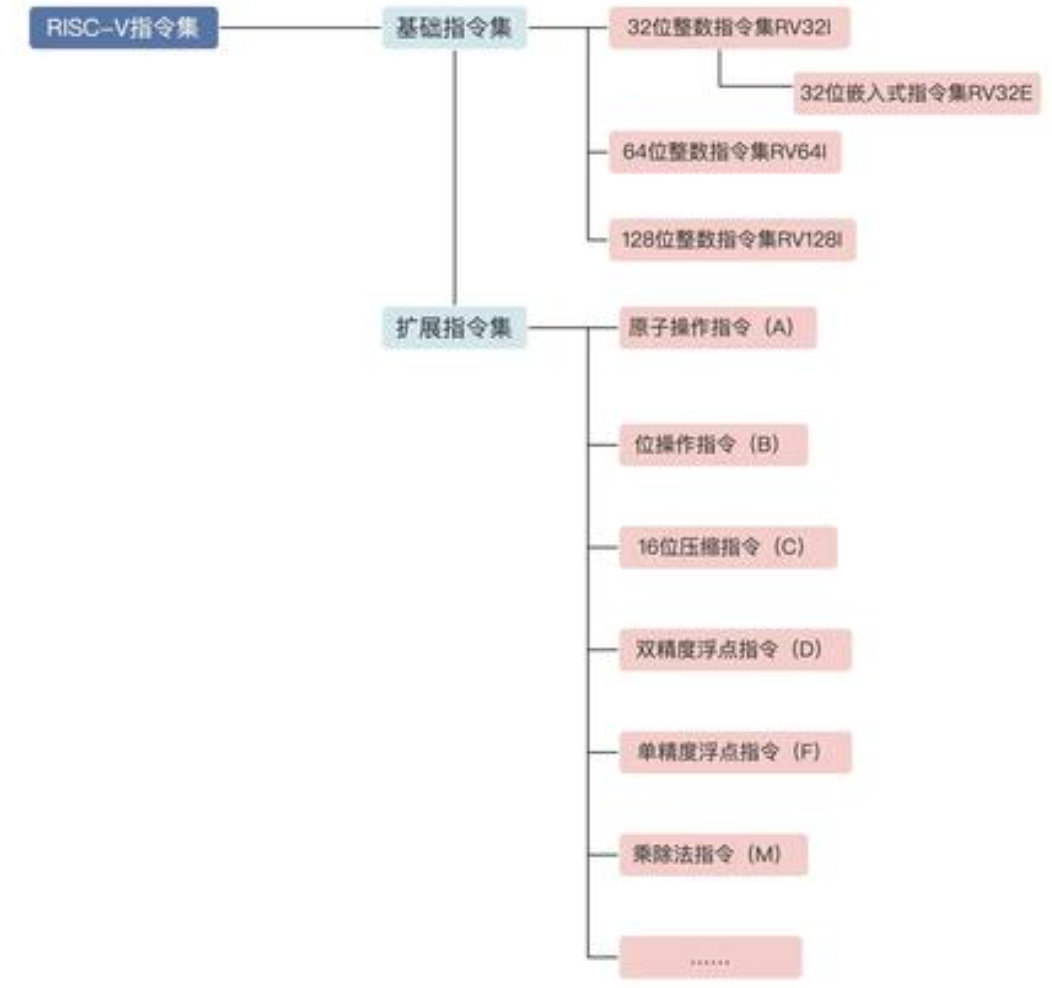 RISC-V指令集
基础指令集
32位整数指令集RV32I
32位嵌入式指令集RV32E
64位整数指令集RV64I
128位整数指令集RV128I
扩展指令集
原子操作指令（A）
位操作指令（B）
16位压缩指令（C）
双精度浮点指令（D）
单精度浮点指令（F）
乘除法指令（M）
……